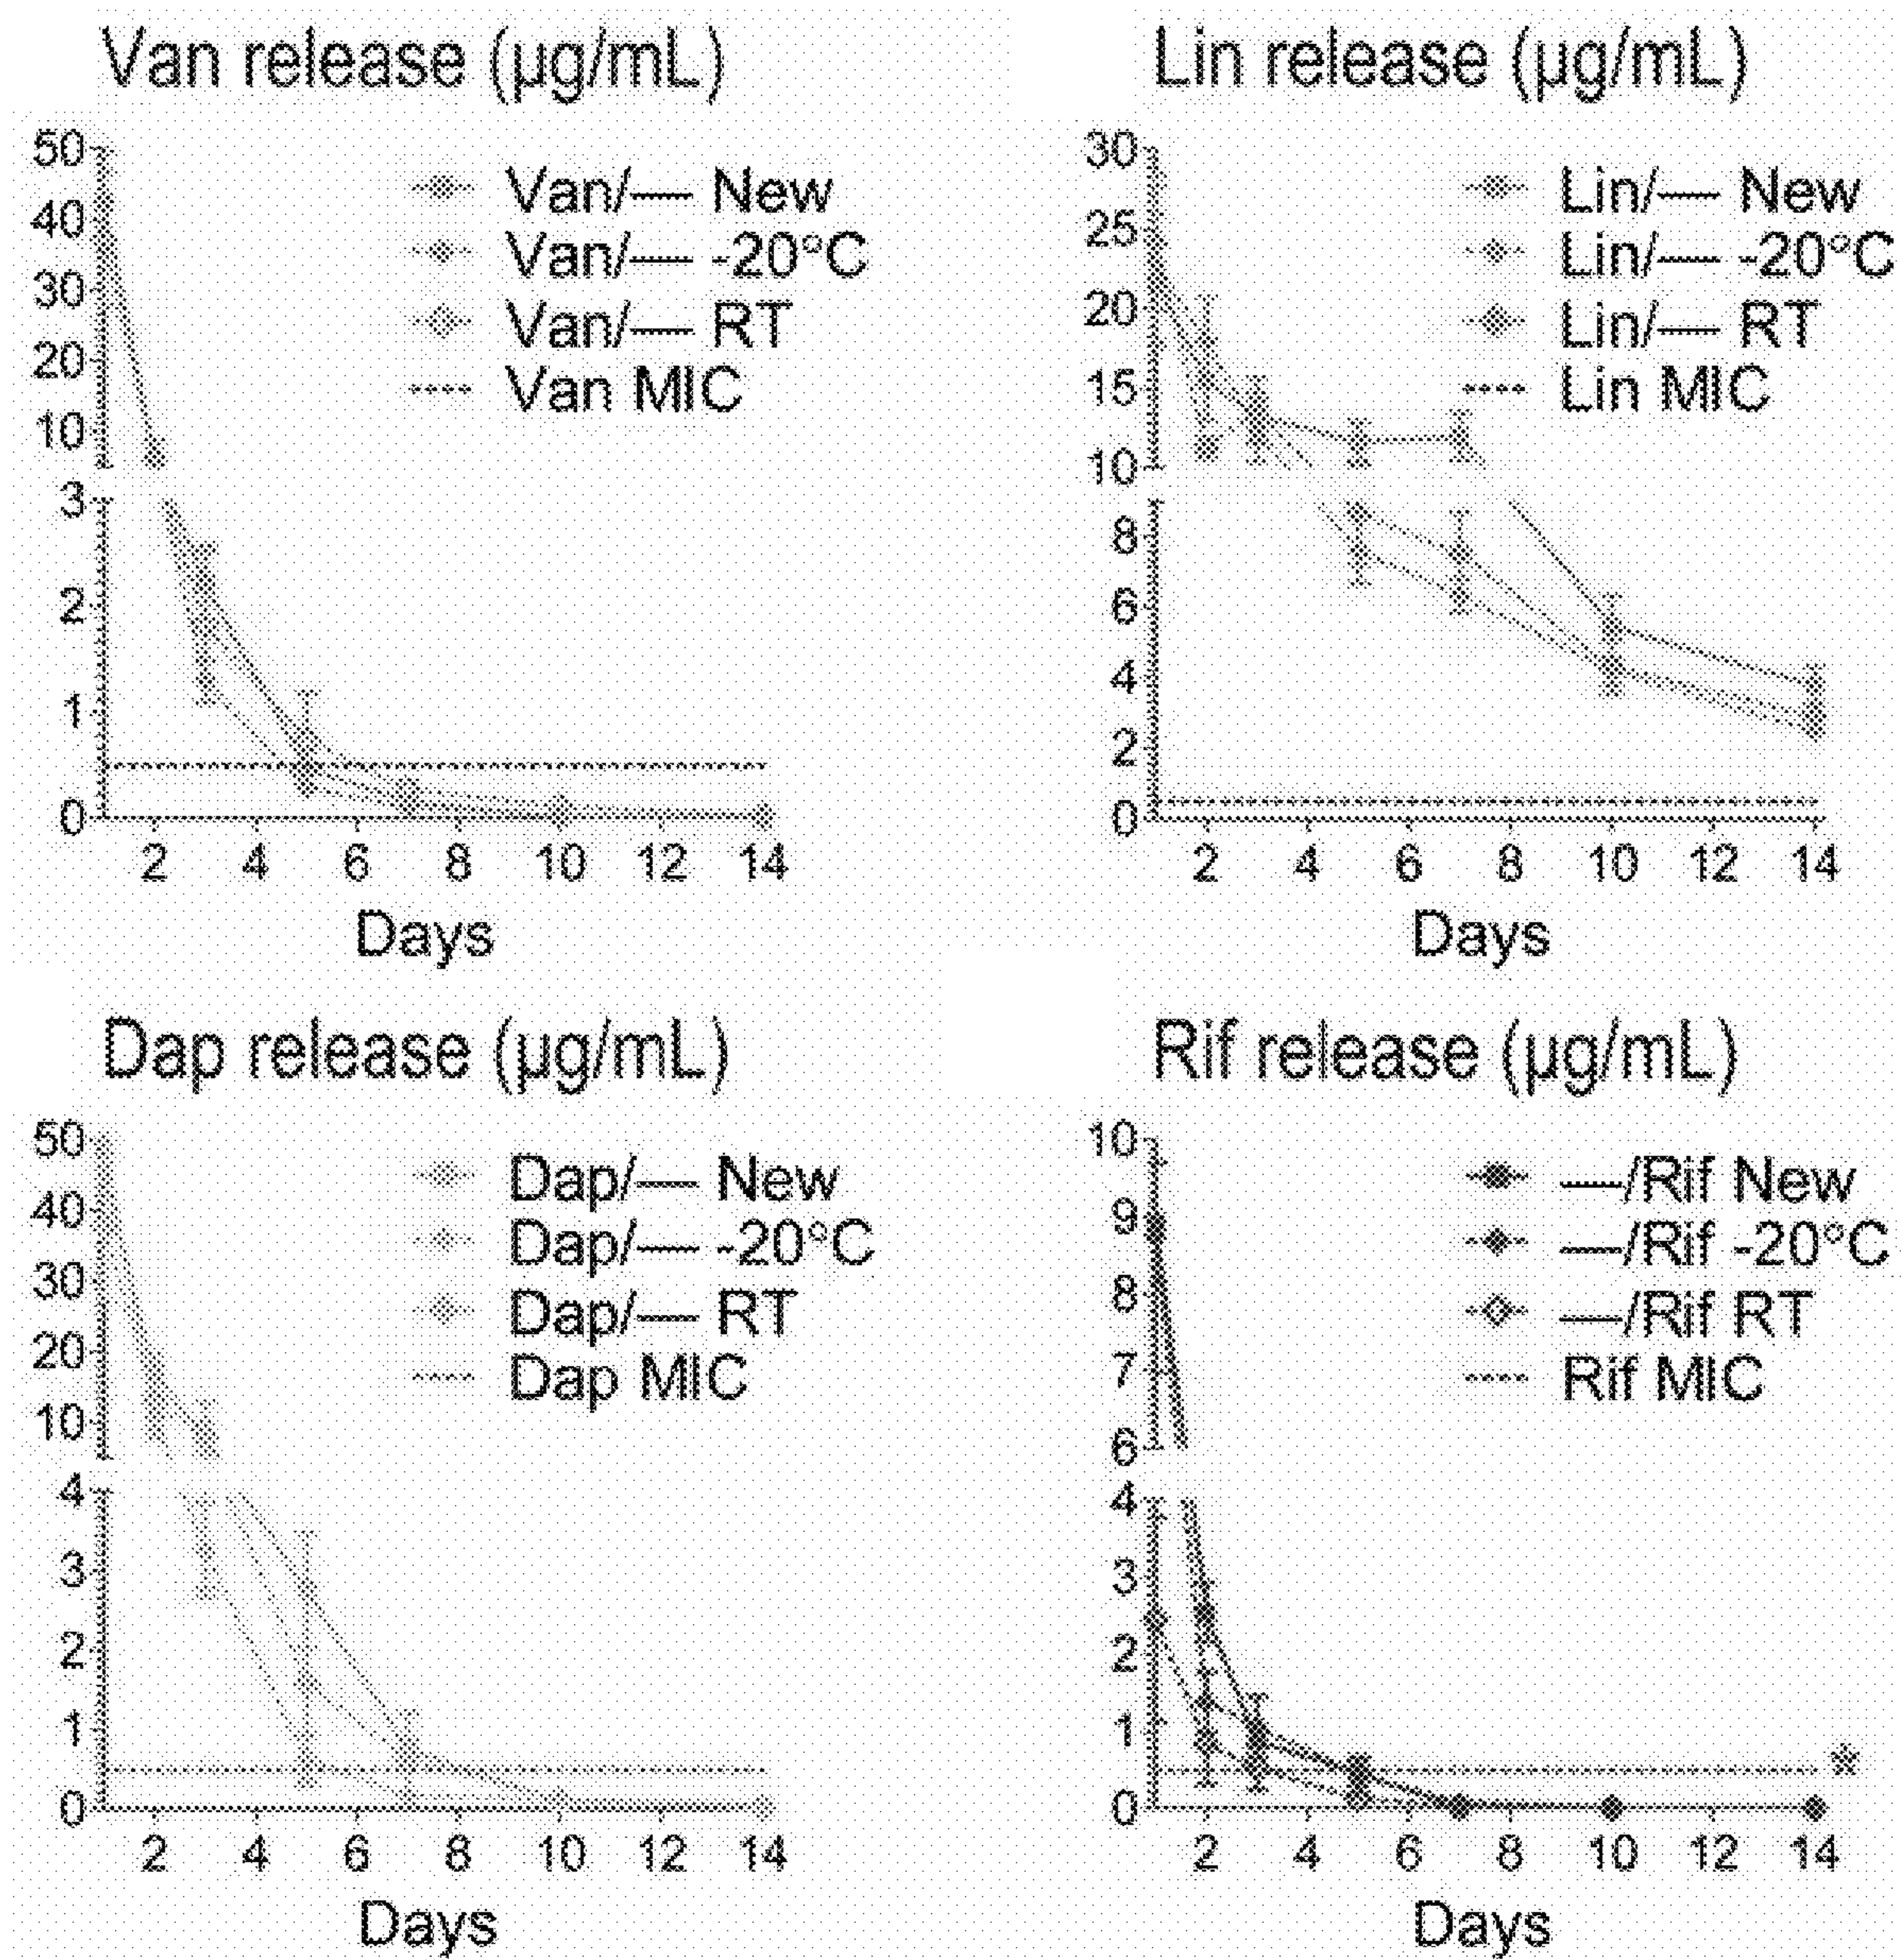 Van release (µg/mL)
50
40
30
20
10
3
2
1
0
Van/— New
Van/— -20°C
Van/— RT
Van MIC
2 4 6 8 10 12 14
Days
Lin release (µg/mL)
30
25
20
15
10
8
6
4
2
0
Lin/— New
Lin/— -20°C
Lin/— RT
Lin MIC
2 4 6 8 10 12 14
Days
Dap release (µg/mL)
50
40
30
20
10
4
3
2
1
0
Dap/— New
Dap/— -20°C
Dap/— RT
Dap MIC
2 4 6 8 10 12 14
Days
Rif release (µg/mL)
10
9
8
7
6
4
3
2
1
0
—/Rif New
—/Rif -20°C
—/Rif RT
Rif MIC
*
2 4 6 8 10 12 14
Days